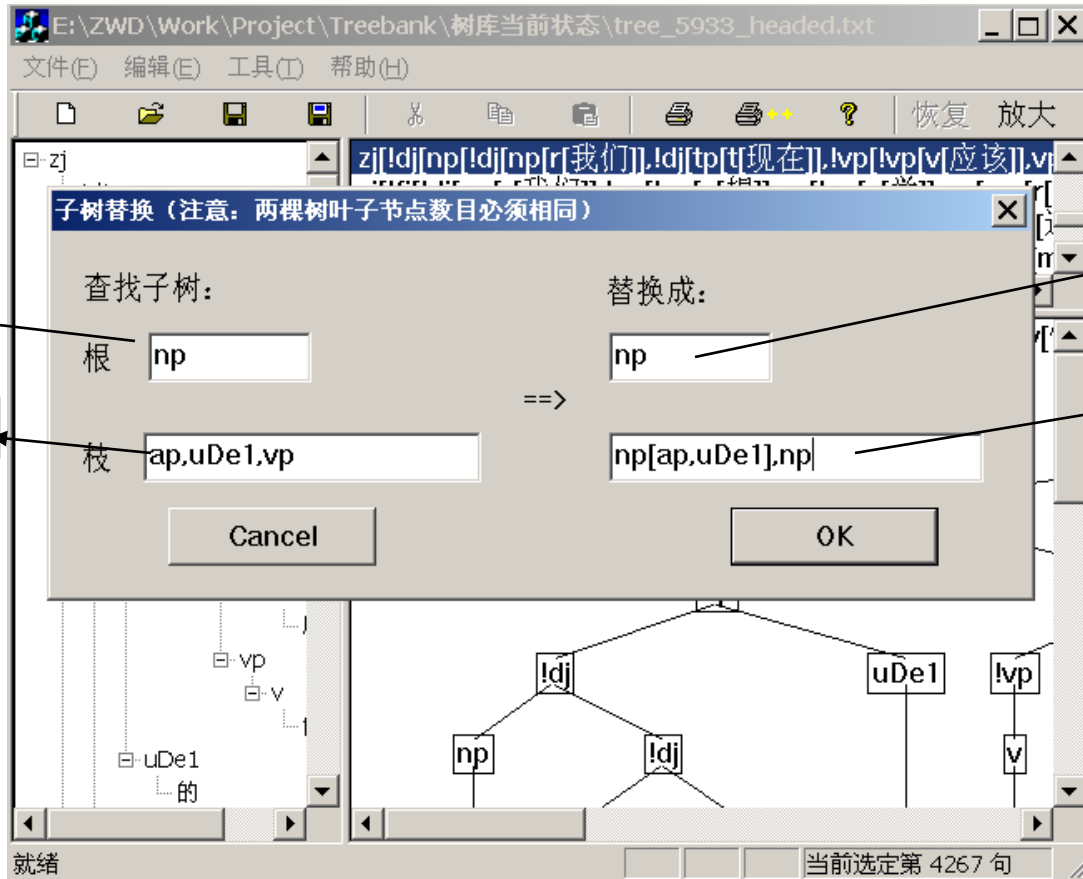 E:\ZWD\Work\Project\Treebank\树库当前状态\tree_5933_headed.txt
文件(F) 编辑(E) 工具(T) 帮助(H)
恢复 放大
zj
zj[!dj[np[!dj[np[r[我们]],!dj[tp[t[现在]],!vp[!vp[v[应该]],vp[
子树替换（注意：两棵树叶子节点数目必须相同）
查找子树：
替换成：
根 np
np
==>
枝 ap,uDe1,vp
np[ap,uDe1],np
Cancel
OK
vp
v
uDe1
的
!dj
uDe1
!vp
np
!dj
v
就绪
当前选定第 4267 句